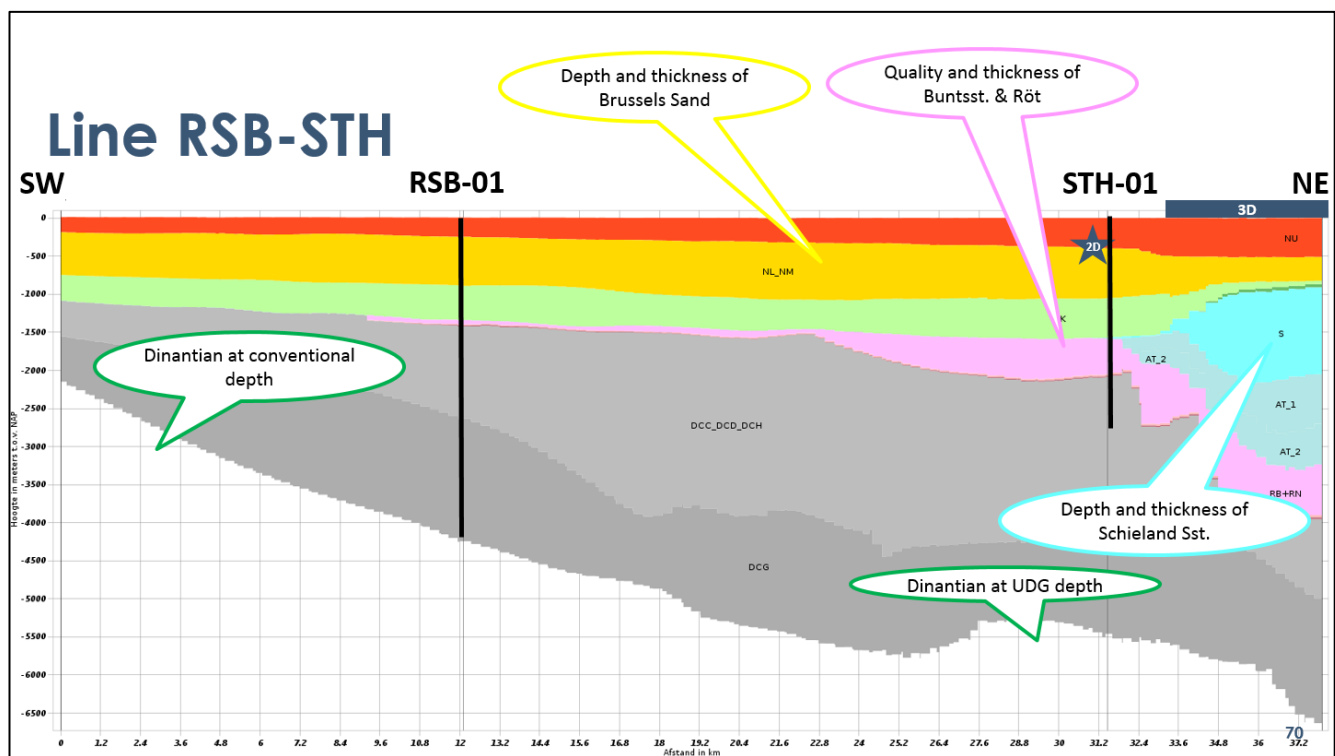 Depth and thickness of
Brussels Sand
Quality and thickness of
Buntsst. & Röt
Line RSB-STH
SW
RSB-01
STH-01
NE
3D
2D
NU
NL_NM
K
S
AT_2
AT_1
AT_2
RB+RN
DCC_DCD_DCH
DCG
Dinantian at conventional
depth
Depth and thickness of
Schieland Sst.
Dinantian at UDG depth
Hoogte in meters t.o.v. NAP
0
-500
-1000
-1500
-2000
-2500
-3000
-3500
-4000
-4500
-5000
-5500
-6000
-6500
0 1.2 2.4 3.6 4.8 6 7.2 8.4 9.6 10.8 12 13.2 14.4 15.6 16.8 18 19.2 20.4 21.6 22.8 24 25.2 26.4 27.6 28.8 30 31.2 32.4 33.6 34.8 36 37.2
Afstand in km
70